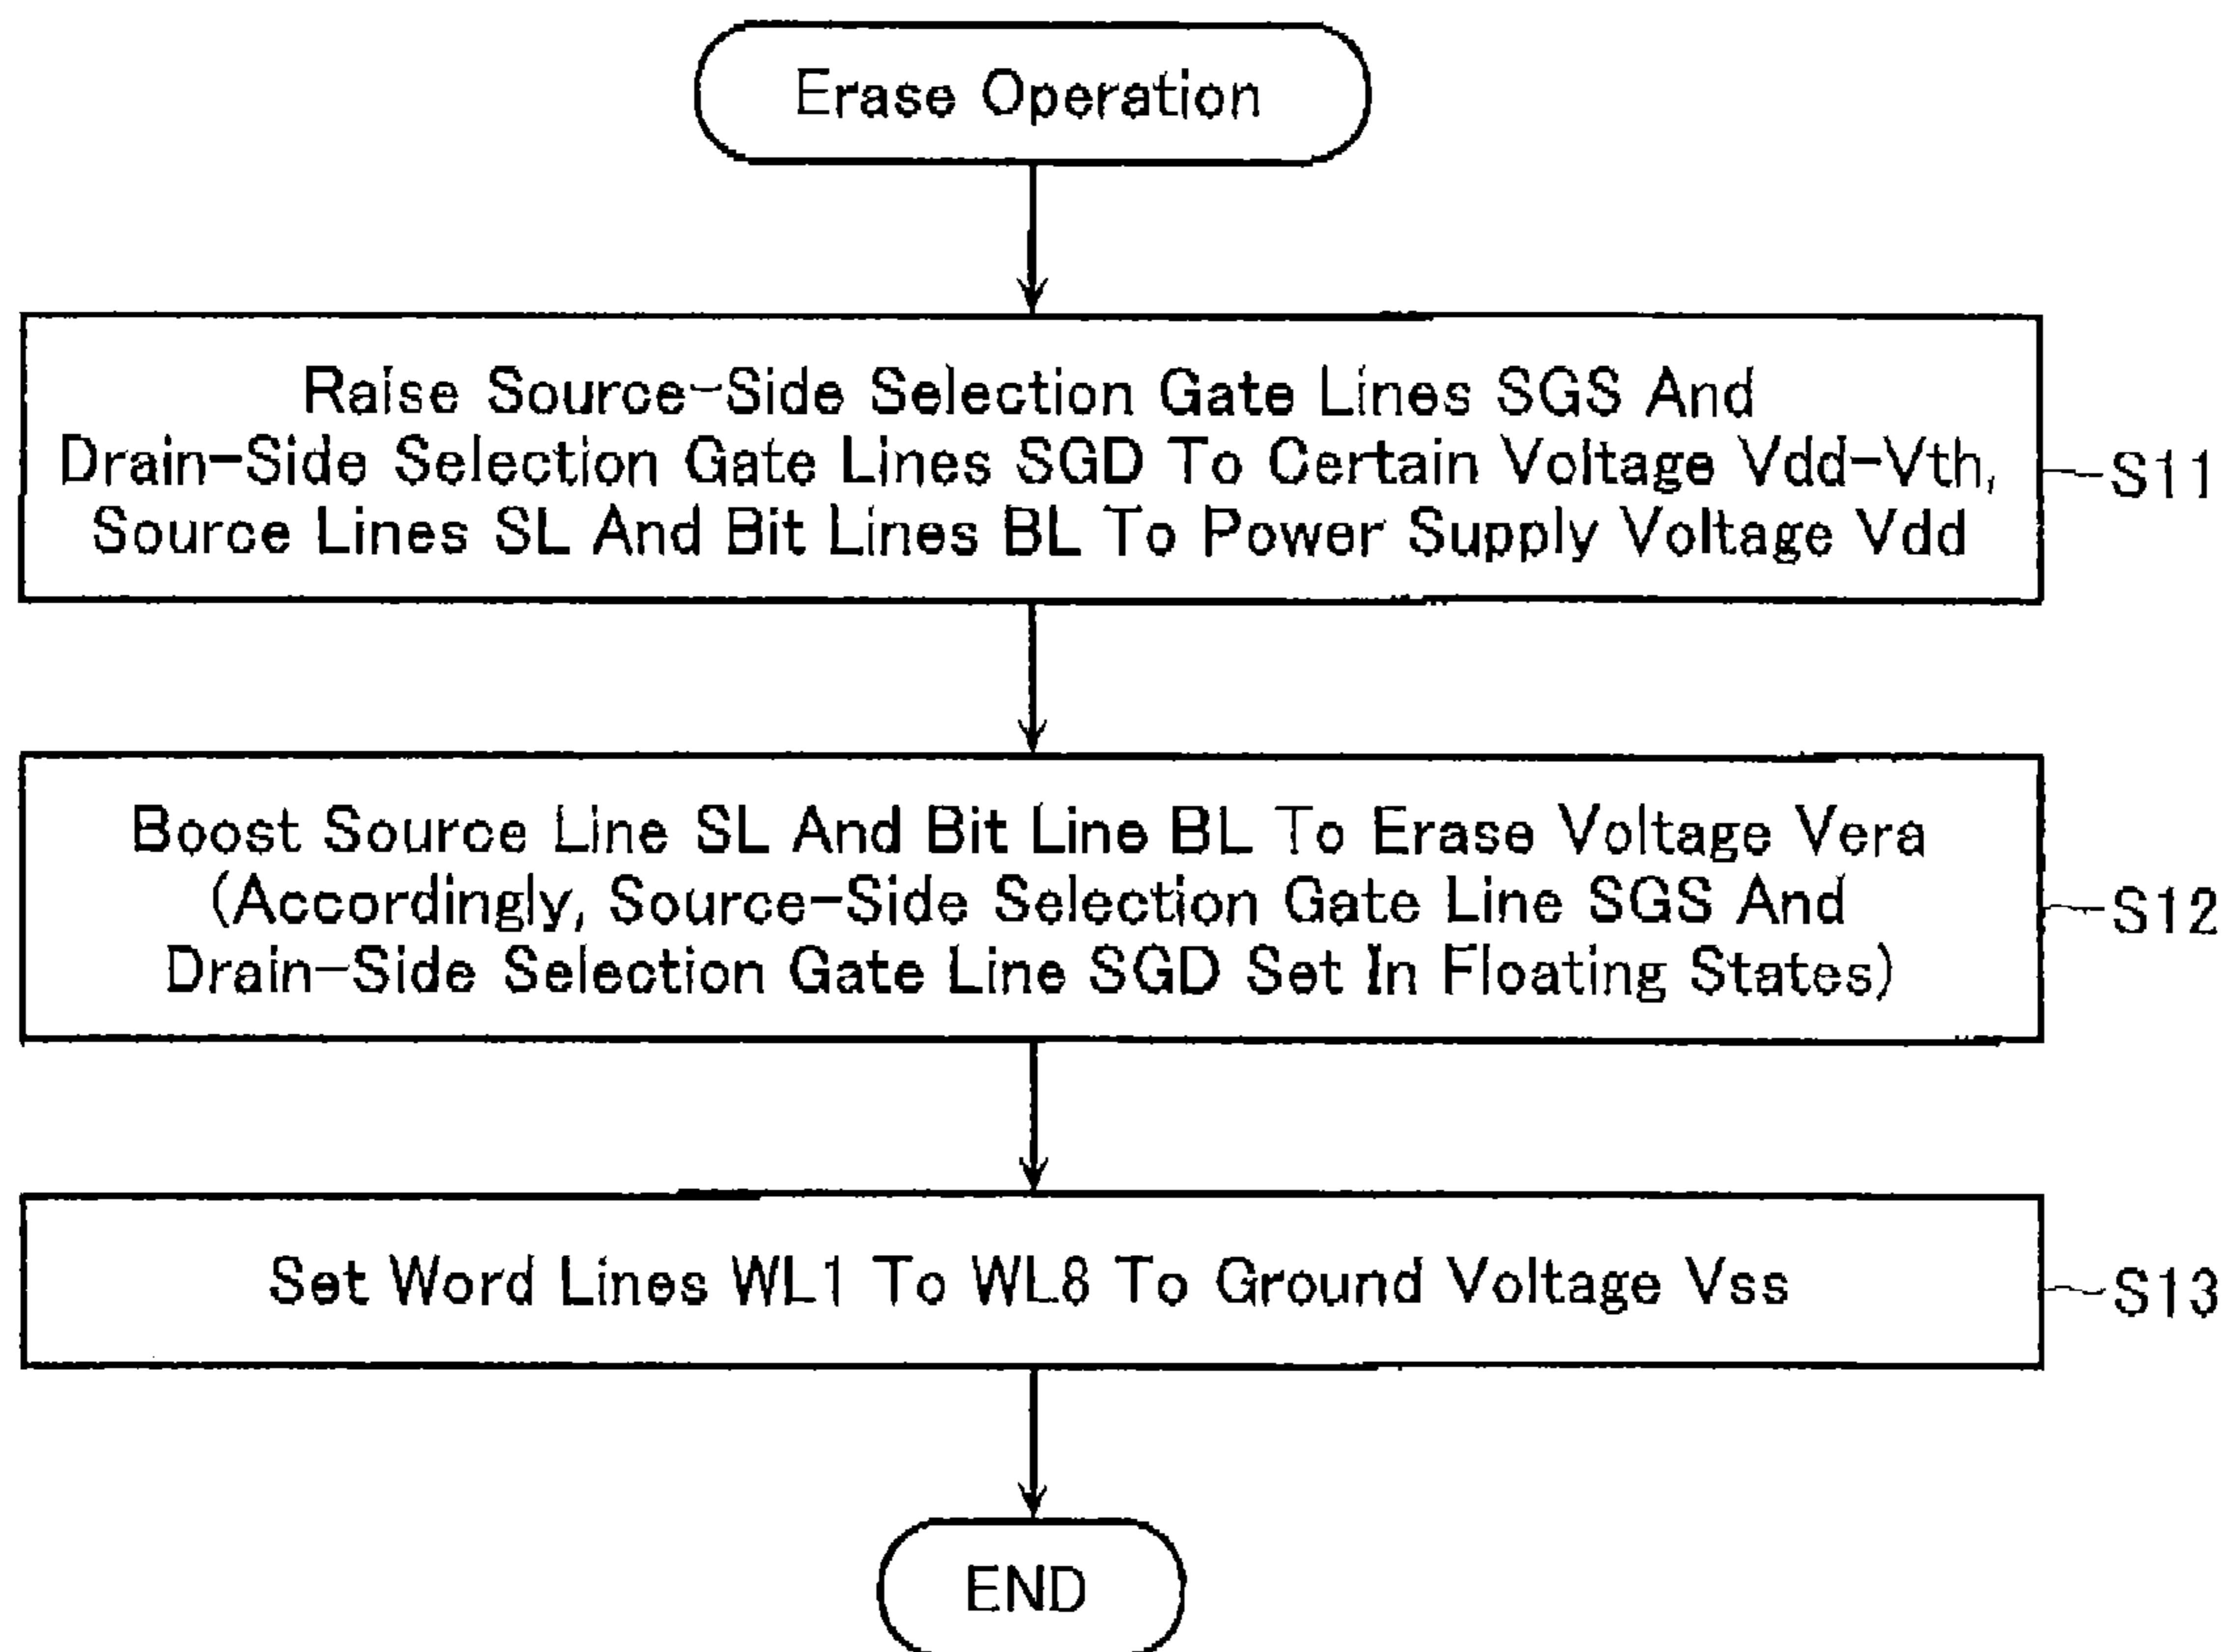 Erase Operation
Raise Source-Side Selection Gate Lines SGS And
Drain-Side Selection Gate Lines SGD To Certain Voltage Vdd-Vth,
Source Lines SL And Bit Lines BL To Power Supply Voltage Vdd
S11
Boost Source Line SL And Bit Line BL To Erase Voltage Vera
(Accordingly, Source-Side Selection Gate Line SGS And
Drain-Side Selection Gate Line SGD Set In Floating States)
S12
Set Word Lines WL1 To WL8 To Ground Voltage Vss
S13
END